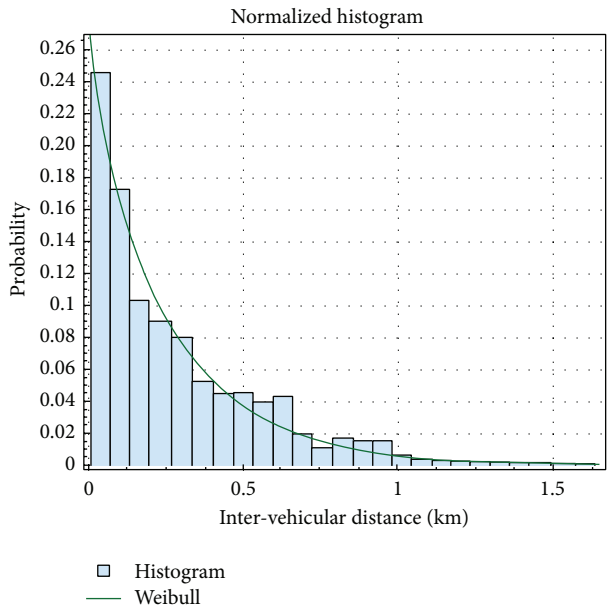 Normalized histogram
0.26
0.24
0.22
0.20
0.18
0.16
0.14
0.12
0.1
0.08
0.06
0.04
0.02
0
Probability
0 0.5 1 1.5
Inter-vehicular distance (km)
Histogram
Weibull